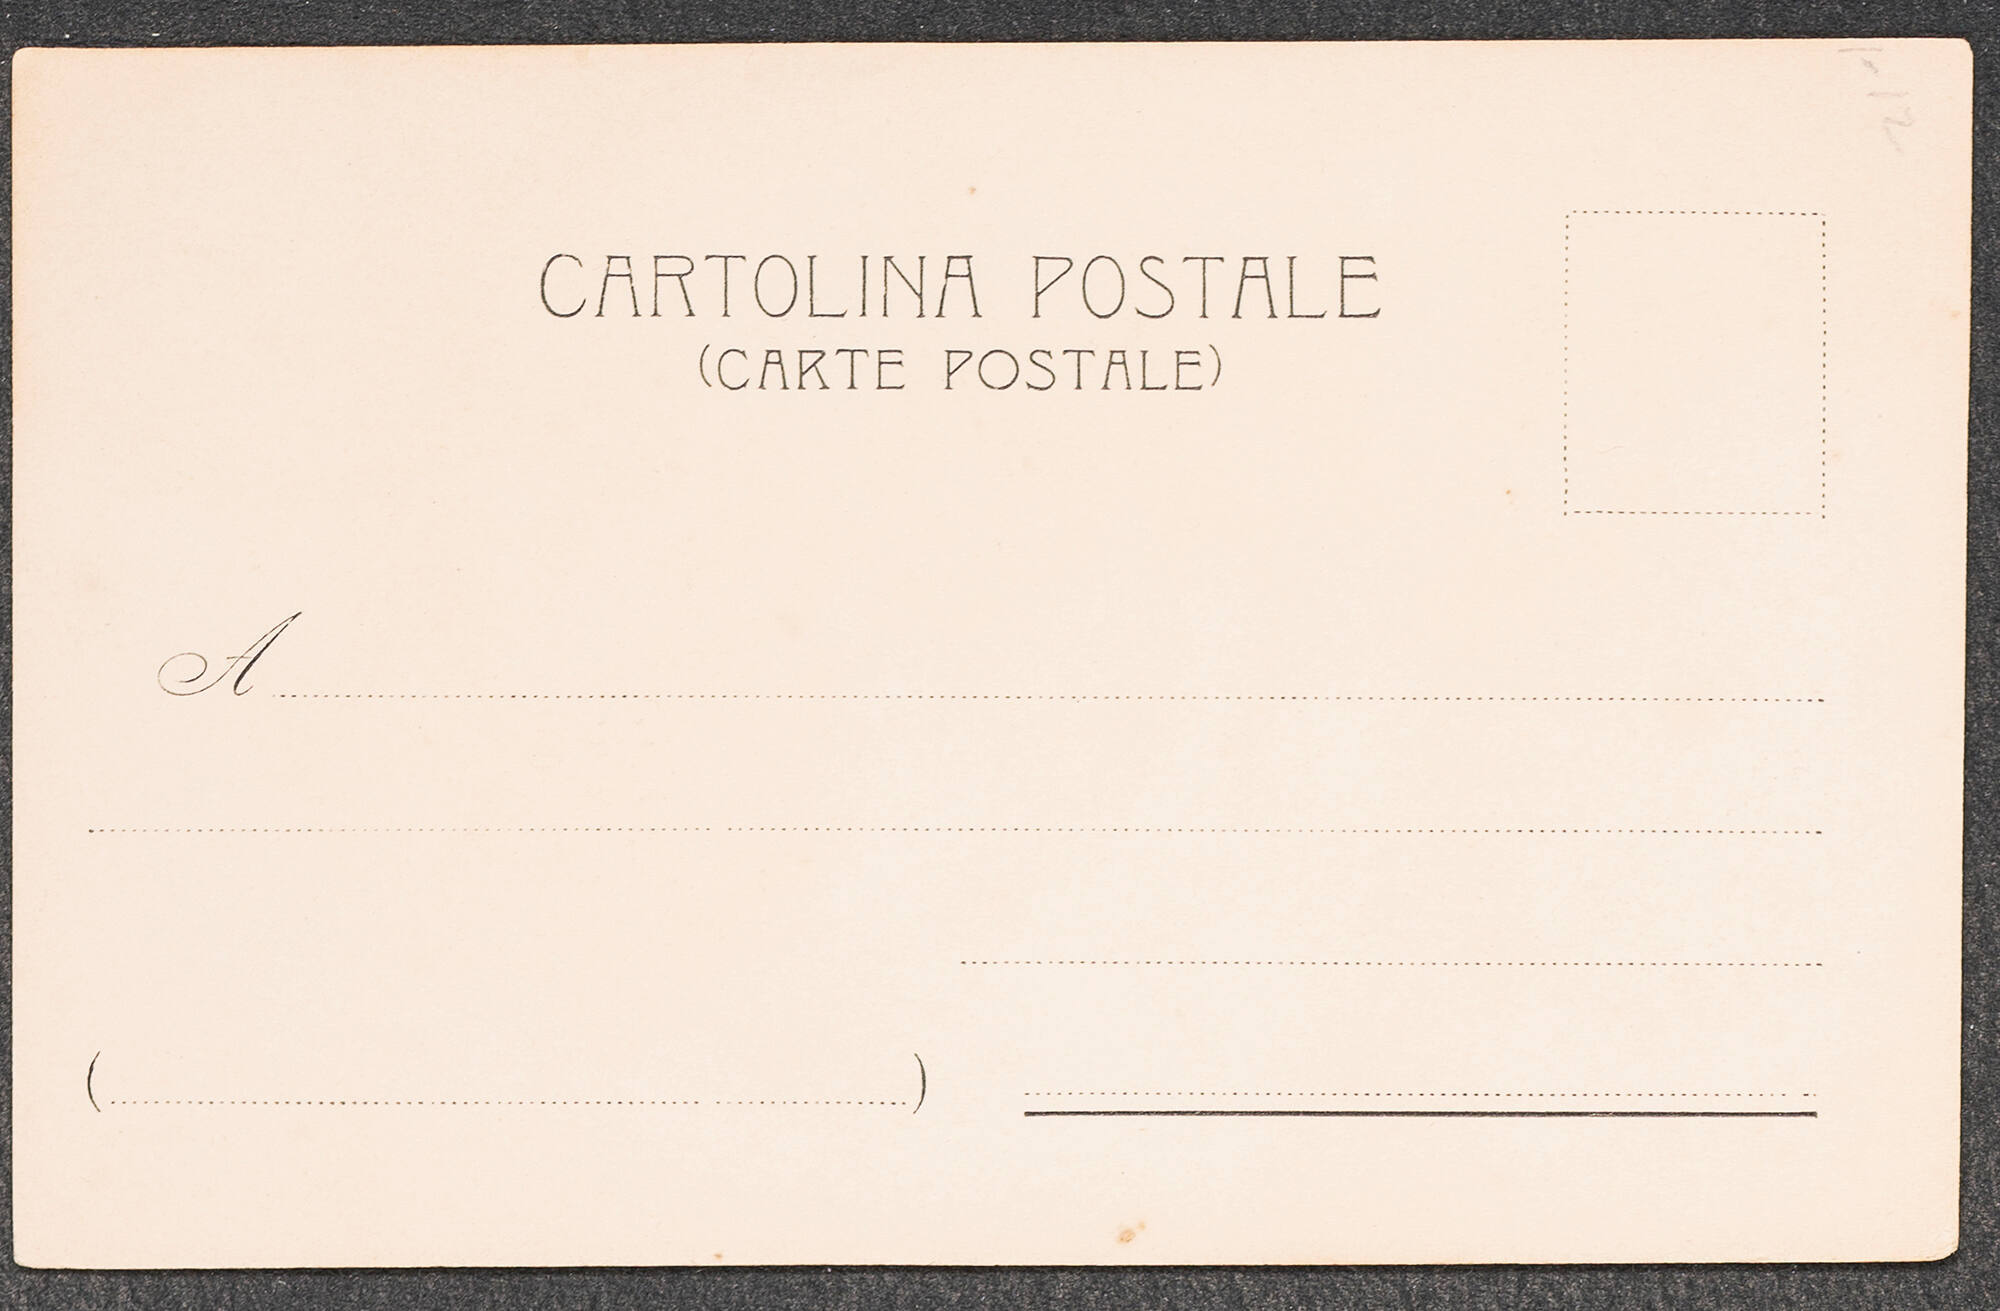 CARTOLINA POSTALE
(CARTE POSTALE)
A
( )